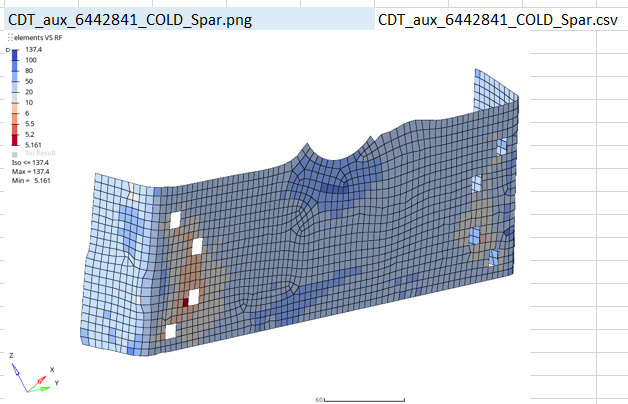 CDT_aux_6442841_COLD_Spar.png CDT_aux_6442841_COLD_Spar.csv
elements VS RF
D
137.4
100
80
50
20
10
6
5.5
5.2
5.161
No Result
Iso <= 137.4
Max = 137.4
Min = 5.161
Z
X
Y
60